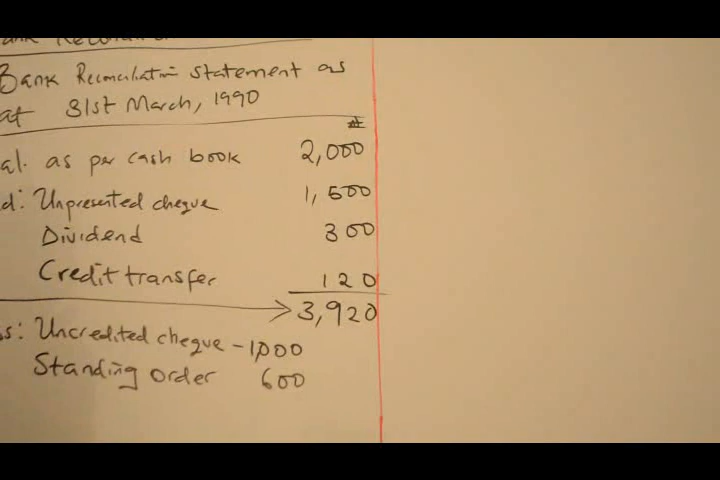 Bank Reconciliation statement as
at 31st March, 1990
al. as per cash book 2,000
d: Unpresented cheque 1,500
Dividend 300
Credit transfer 120
3,920
ss: Uncredited cheque - 1,000
Standing order 600